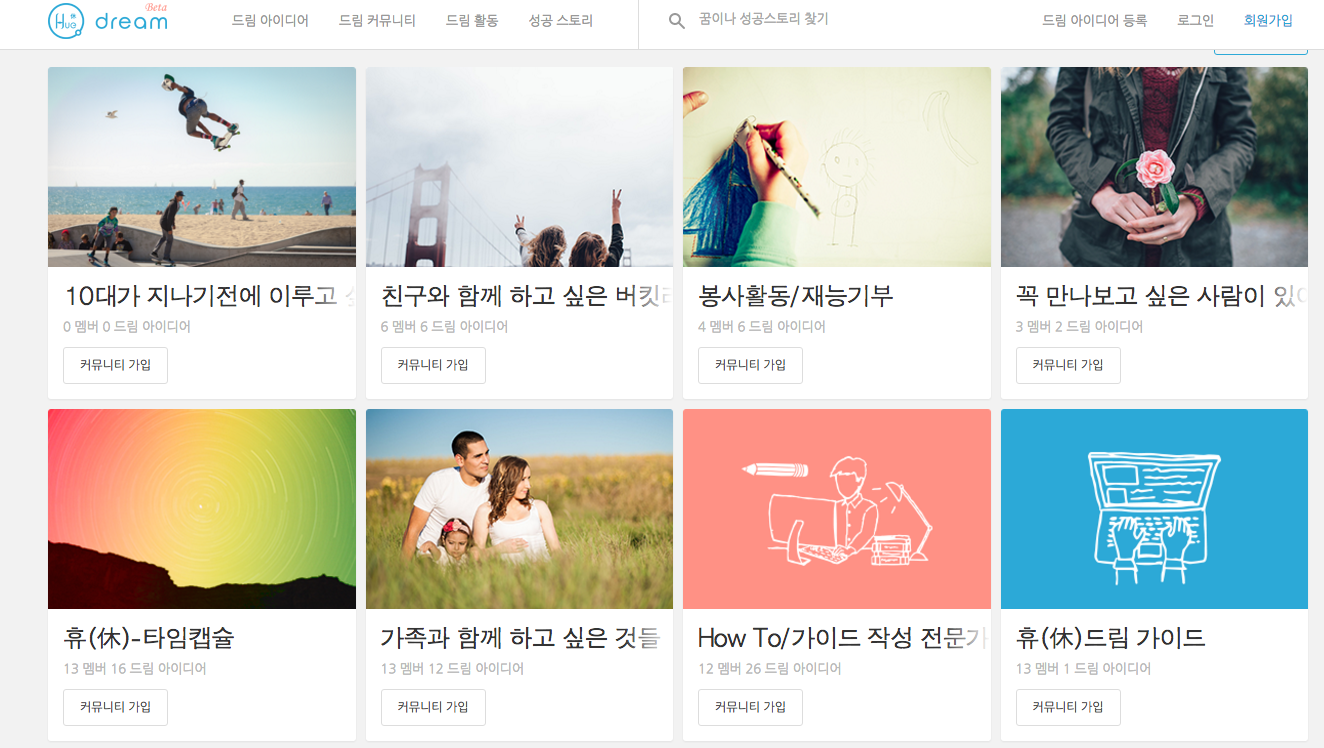 Beta
HUG 休 dream
드림 아이디어 드림 커뮤니티 드림 활동 성공 스토리 꿈이나 성공스토리 찾기 드림 아이디어 등록 로그인 회원가입
10대가 지나기전에 이루고
0 멤버 0 드림 아이디어
커뮤니티 가입
친구와 함께 하고 싶은 버킷
6 멤버 6 드림 아이디어
커뮤니티 가입
봉사활동/재능기부
4 멤버 6 드림 아이디어
커뮤니티 가입
꼭 만나보고 싶은 사람이 있
3 멤버 2 드림 아이디어
커뮤니티 가입
휴(休)-타임캡슐
13 멤버 16 드림 아이디어
커뮤니티 가입
가족과 함께 하고 싶은 것들
13 멤버 12 드림 아이디어
커뮤니티 가입
How To/가이드 작성 전문가
12 멤버 26 드림 아이디어
커뮤니티 가입
휴(休)드림 가이드
13 멤버 1 드림 아이디어
커뮤니티 가입